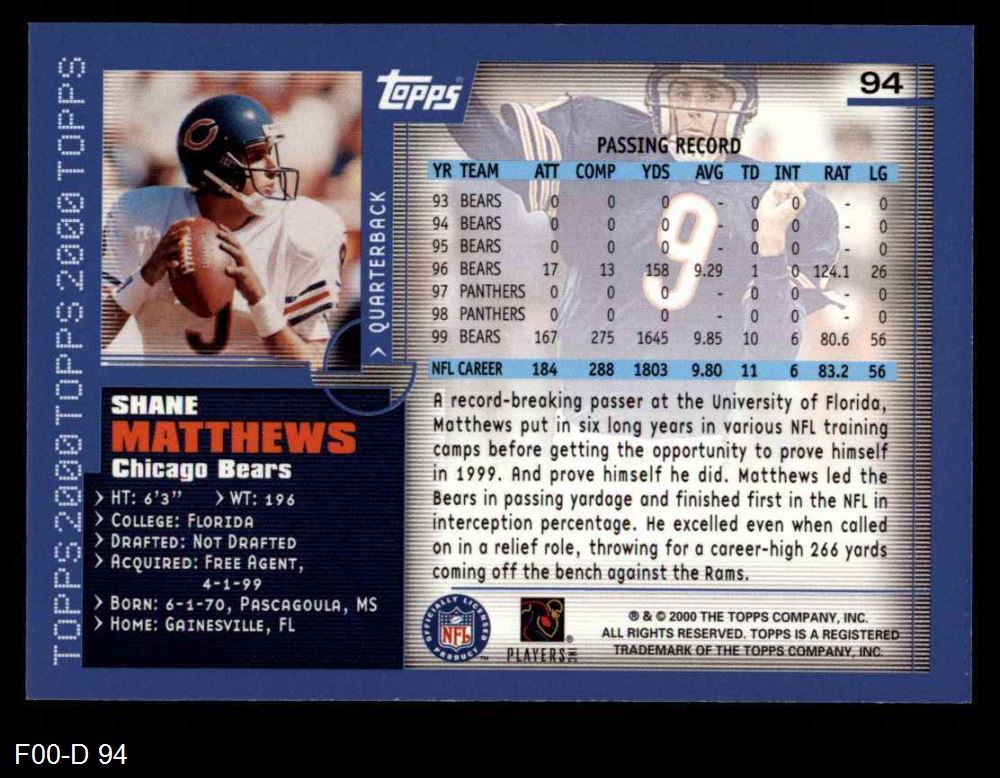 TOPPS2000TOPPS2000TOPPS2000TOPPS
Topps
94
> QUARTERBACK
PASSING RECORD
YR TEAM ATT COMP YDS AVG TD INT RAT LG
93 BEARS 0 0 0 - 0 0 - 0
94 BEARS 0 0 0 - 0 0 - 0
95 BEARS 0 0 0 - 0 0 - 0
96 BEARS 17 13 158 9.29 1 0 124.1 26
97 PANTHERS 0 0 0 - 0 0 - 0
98 PANTHERS 0 0 0 - 0 0 - 0
99 BEARS 167 275 1645 9.85 10 6 80.6 56
NFL CAREER 184 288 1803 9.80 11 6 83.2 56
9
SHANE
MATTHEWS
Chicago Bears
> HT: 6'3" > WT: 196
> COLLEGE: FLORIDA
> DRAFTED: NOT DRAFTED
> ACQUIRED: FREE AGENT,
4-1-99
> BORN: 6-1-70, PASCAGOULA, MS
> HOME: GAINESVILLE, FL
A record-breaking passer at the University of Florida,
Matthews put in six long years in various NFL training
camps before getting the opportunity to prove himself
in 1999. And prove himself he did. Matthews led the
Bears in passing yardage and finished first in the NFL in
interception percentage. He excelled even when called
on in a relief role, throwing for a career-high 266 yards
coming off the bench against the Rams.
OFFICIALLY LICENSED
NFL
PRODUCT
PLAYERS INC
® & © 2000 THE TOPPS COMPANY, INC.
ALL RIGHTS RESERVED. TOPPS IS A REGISTERED
TRADEMARK OF THE TOPPS COMPANY, INC.
F00-D 94